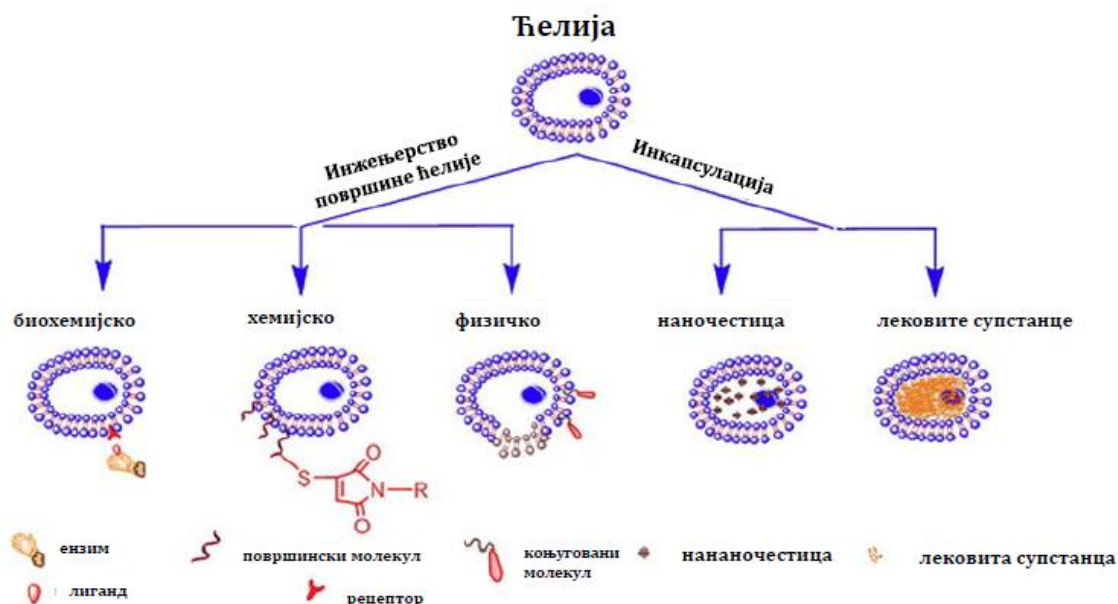 Ћелија
Инжењерство
површине ћелије
Инкапсулација
биохемијско
хемијско
физичко
наночестица
лековите супстанце
S
O
N
R
O
ензим
површински молекул
коњуговани
молекул
нананочестица
лековита супстанца
лиганд
рецептор